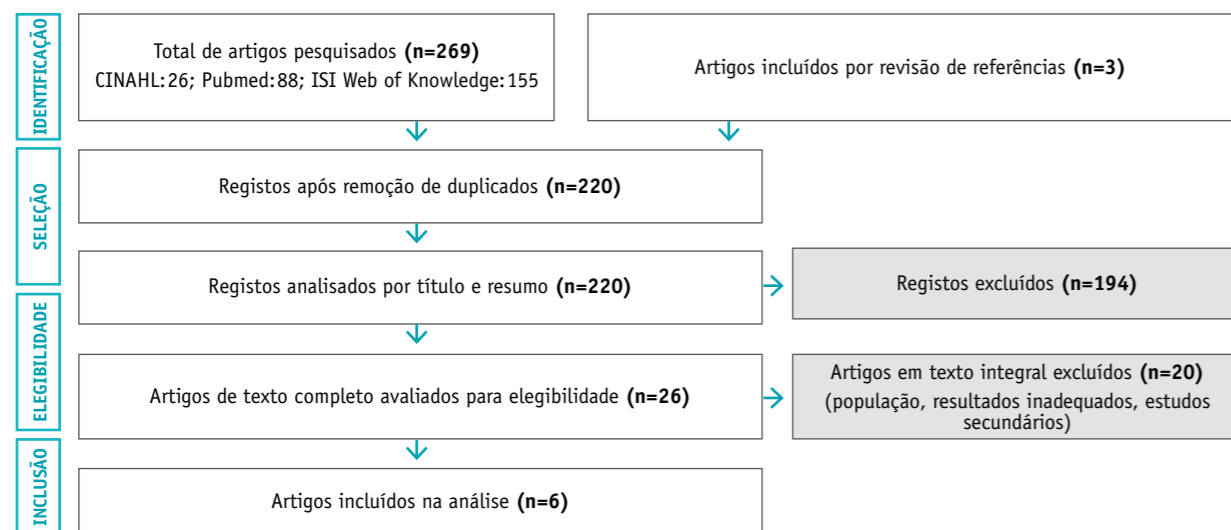 IDENTIFICAÇÃO
Total de artigos pesquisados (n=269)
CINAHL:26; Pubmed:88; ISI Web of Knowledge:155
Artigos incluídos por revisão de referências (n=3)
SELEÇÃO
Registos após remoção de duplicados (n=220)
Registos analisados por título e resumo (n=220)
Registos excluídos (n=194)
ELEGIBILIDADE
Artigos de texto completo avaliados para elegibilidade (n=26)
Artigos em texto integral excluídos (n=20)
(população, resultados inadequados, estudos
secundários)
INCLUSÃO
Artigos incluídos na análise (n=6)